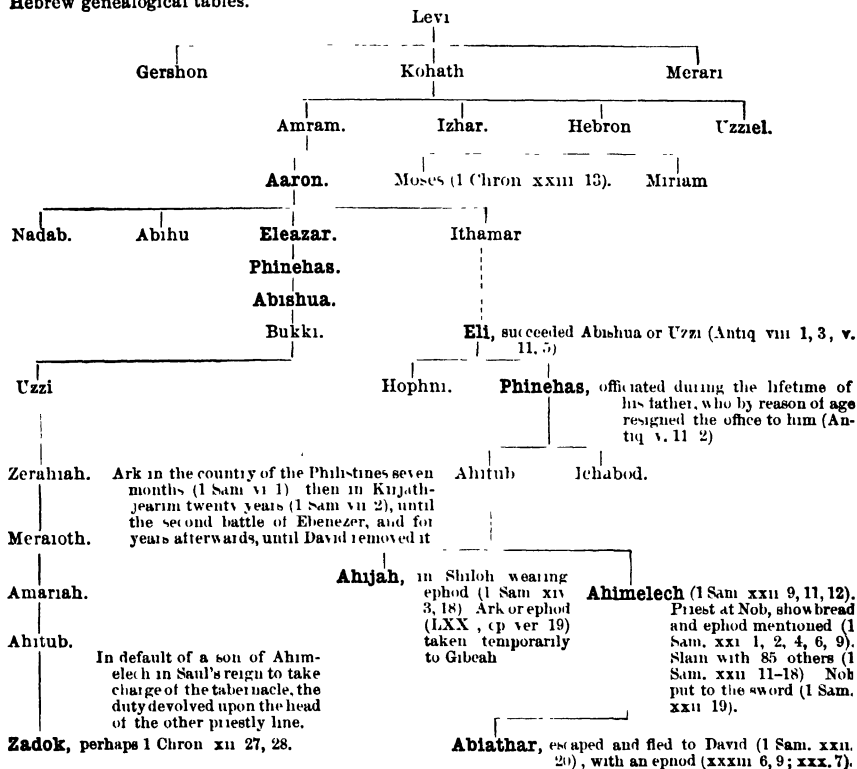 Hebrew genealogical tables.
Levi
Gershon Kohath Merari
Amram. Izhar. Hebron Uzziel.
Aaron. Moses (1 Chron xxiii 13). Miriam
Nadab. Abihu Eleazar. Ithamar
Phinehas.
Abishua.
Bukki. Eli, succeeded Abishua or Uzzi (Antiq viii 1, 3, v.
11, 5)
Uzzi Hophni. Phinehas, officiated during the lifetime of
his father, who by reason of age
resigned the office to him (An-
tiq v. 11 2)
Zerahiah. Ark in the country of the Philistines seven
months (1 Sam vi 1) then in Kirjath-
jearim twenty years (1 Sam vii 2), until
the second battle of Ebenezer, and for
years afterwards, until David removed it
Ahitub Ichabod.
Meraioth.
Ahijah, in Shiloh wearing
ephod (1 Sam xiv
3, 18) Ark or ephod
(LXX , cp ver 19)
taken temporarily
to Gibeah
Ahimelech (1 Sam xxii 9, 11, 12).
Priest at Nob, showbread
and ephod mentioned (1
Sam. xxi 1, 2, 4, 6, 9).
Slain with 85 others (1
Sam. xxii 11-18) Nob
put to the sword (1 Sam.
xxii 19).
Amariah.
Ahitub.
In default of a son of Ahim-
elech in Saul's reign to take
charge of the tabernacle, the
duty devolved upon the head
of the other priestly line.
Zadok, perhaps 1 Chron xii 27, 28.
Abiathar, escaped and fled to David (1 Sam. xxii.
20), with an ephod (xxiii 6, 9; xxx. 7).